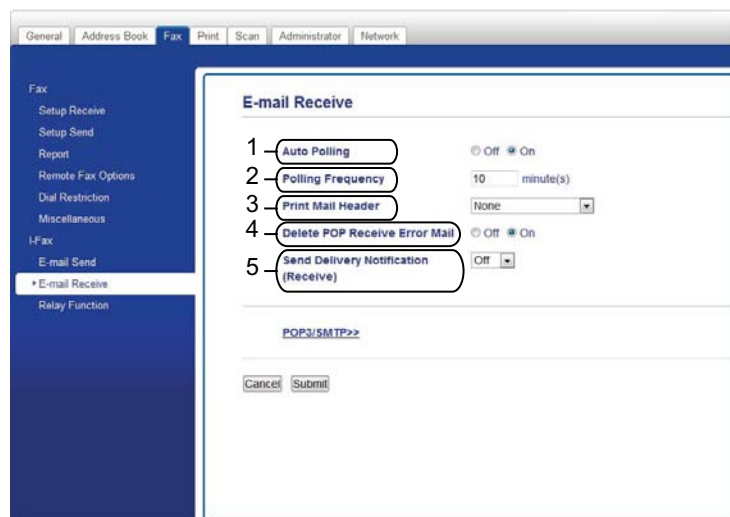 General Address Book Fax Print Scan Administrator Network
Fax
Setup Receive
Setup Send
Report
Remote Fax Options
Dial Restriction
Miscellaneous
I-Fax
E-mail Send
E-mail Receive
Relay Function
E-mail Receive
1 Auto Polling Off On
2 Polling Frequency 10 minute(s)
3 Print Mail Header None
4 Delete POP Receive Error Mail Off On
5 Send Delivery Notification Off
(Receive)
POP3/SMTP>>
Cancel Submit